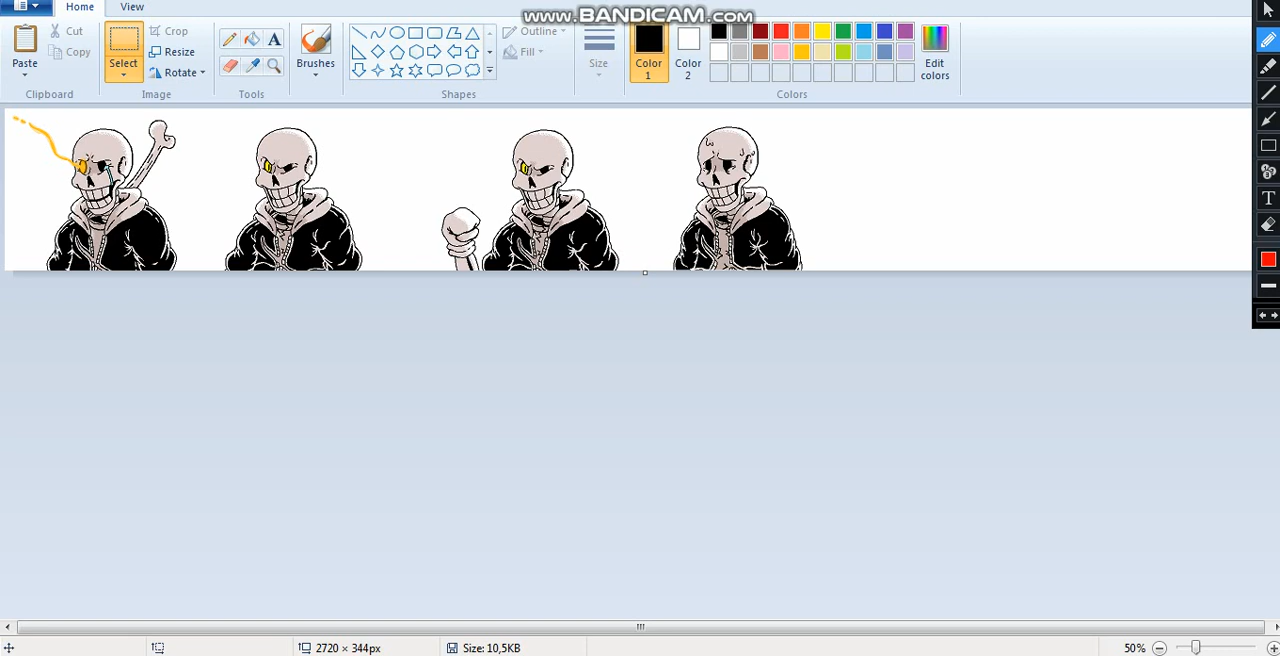 www.BANDICAM.com
Home View
Paste
Cut
Copy
Clipboard
Select
Crop
Resize
Rotate
Image
A
Tools
Brushes
Shapes
Outline
Fill
Size
Color 1
Color 2
Edit colors
Colors
T
2720 × 344px
Size: 10,5KB
50%